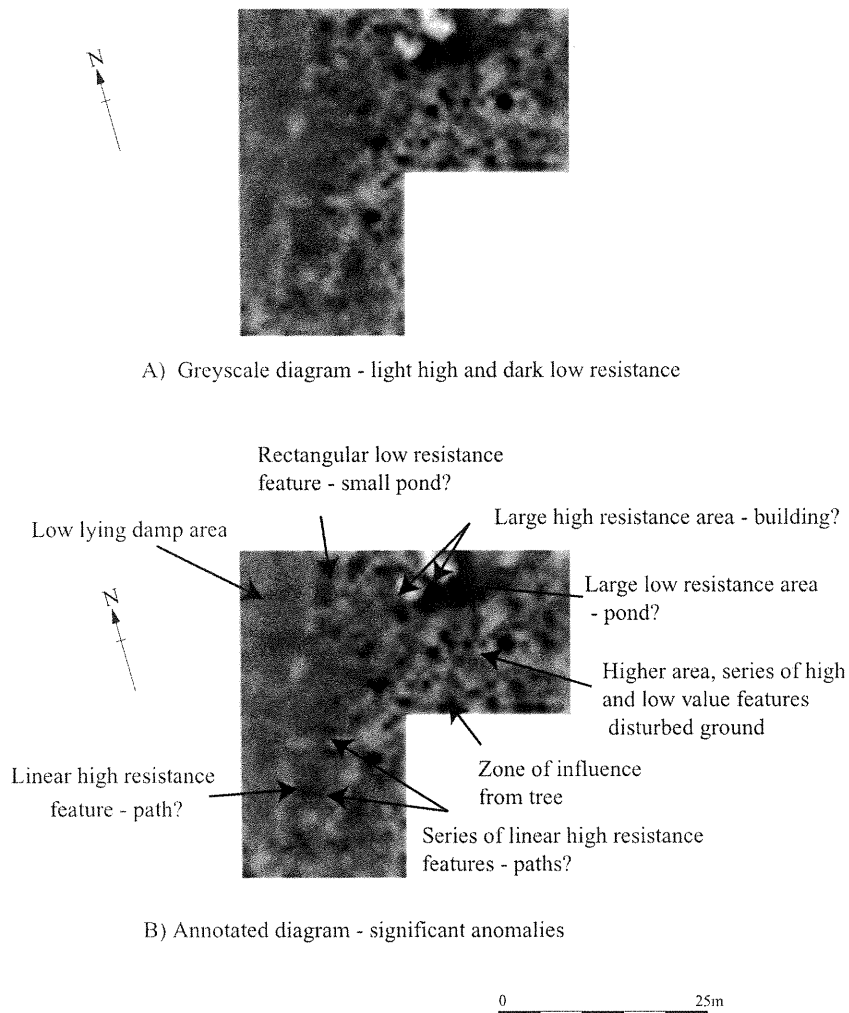 N
A) Greyscale diagram - light high and dark low resistance
Rectangular low resistance
feature - small pond?
Large high resistance area - building?
Low lying damp area
N
Large low resistance area
- pond?
Higher area, series of high
and low value features
disturbed ground
Zone of influence
from tree
Linear high resistance
feature - path?
Series of linear high resistance
features - paths?
B) Annotated diagram - significant anomalies
0 25m